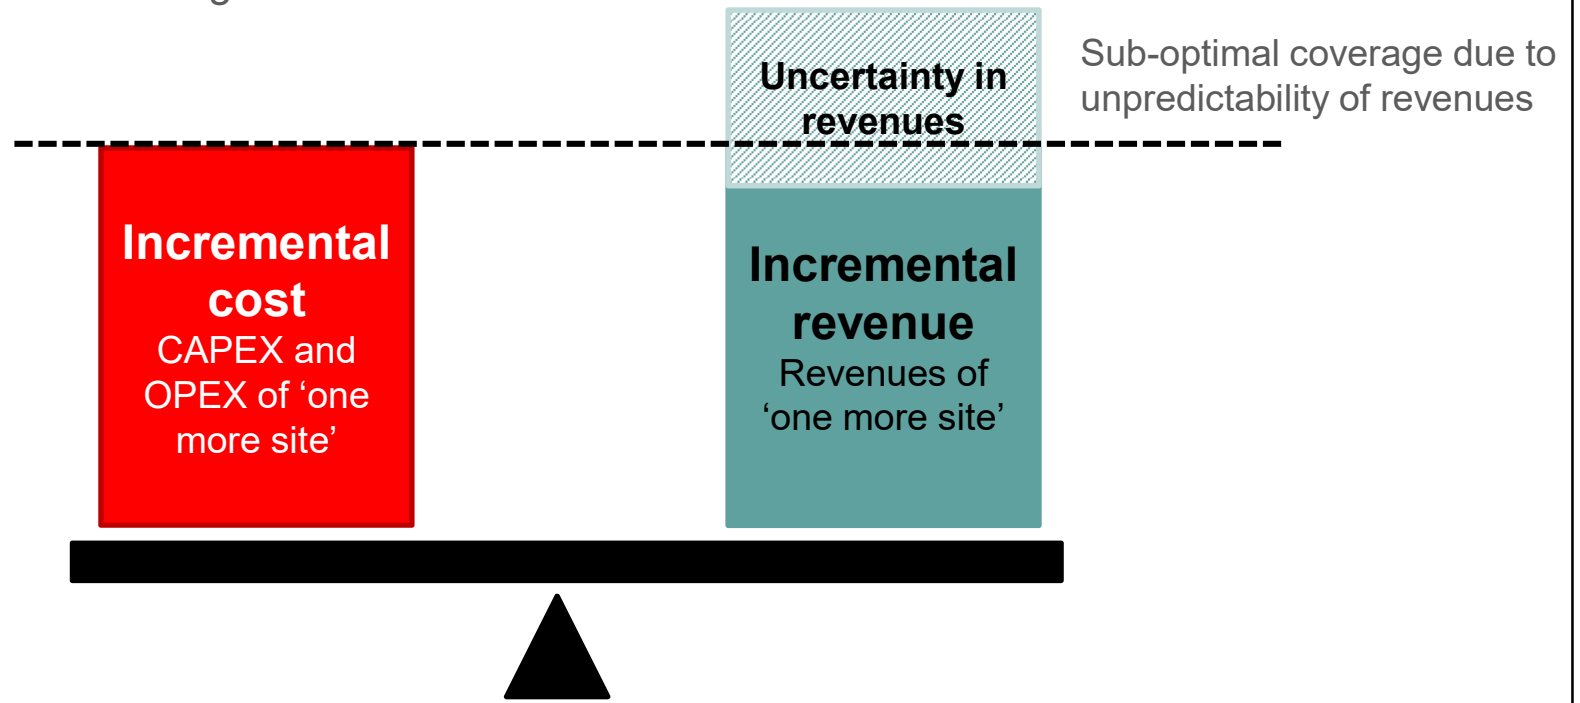 Uncertainty in
revenues
Sub-optimal coverage due to
unpredictability of revenues
Incremental
cost
CAPEX and
OPEX of ‘one
more site’
Incremental
revenue
Revenues of
‘one more site’